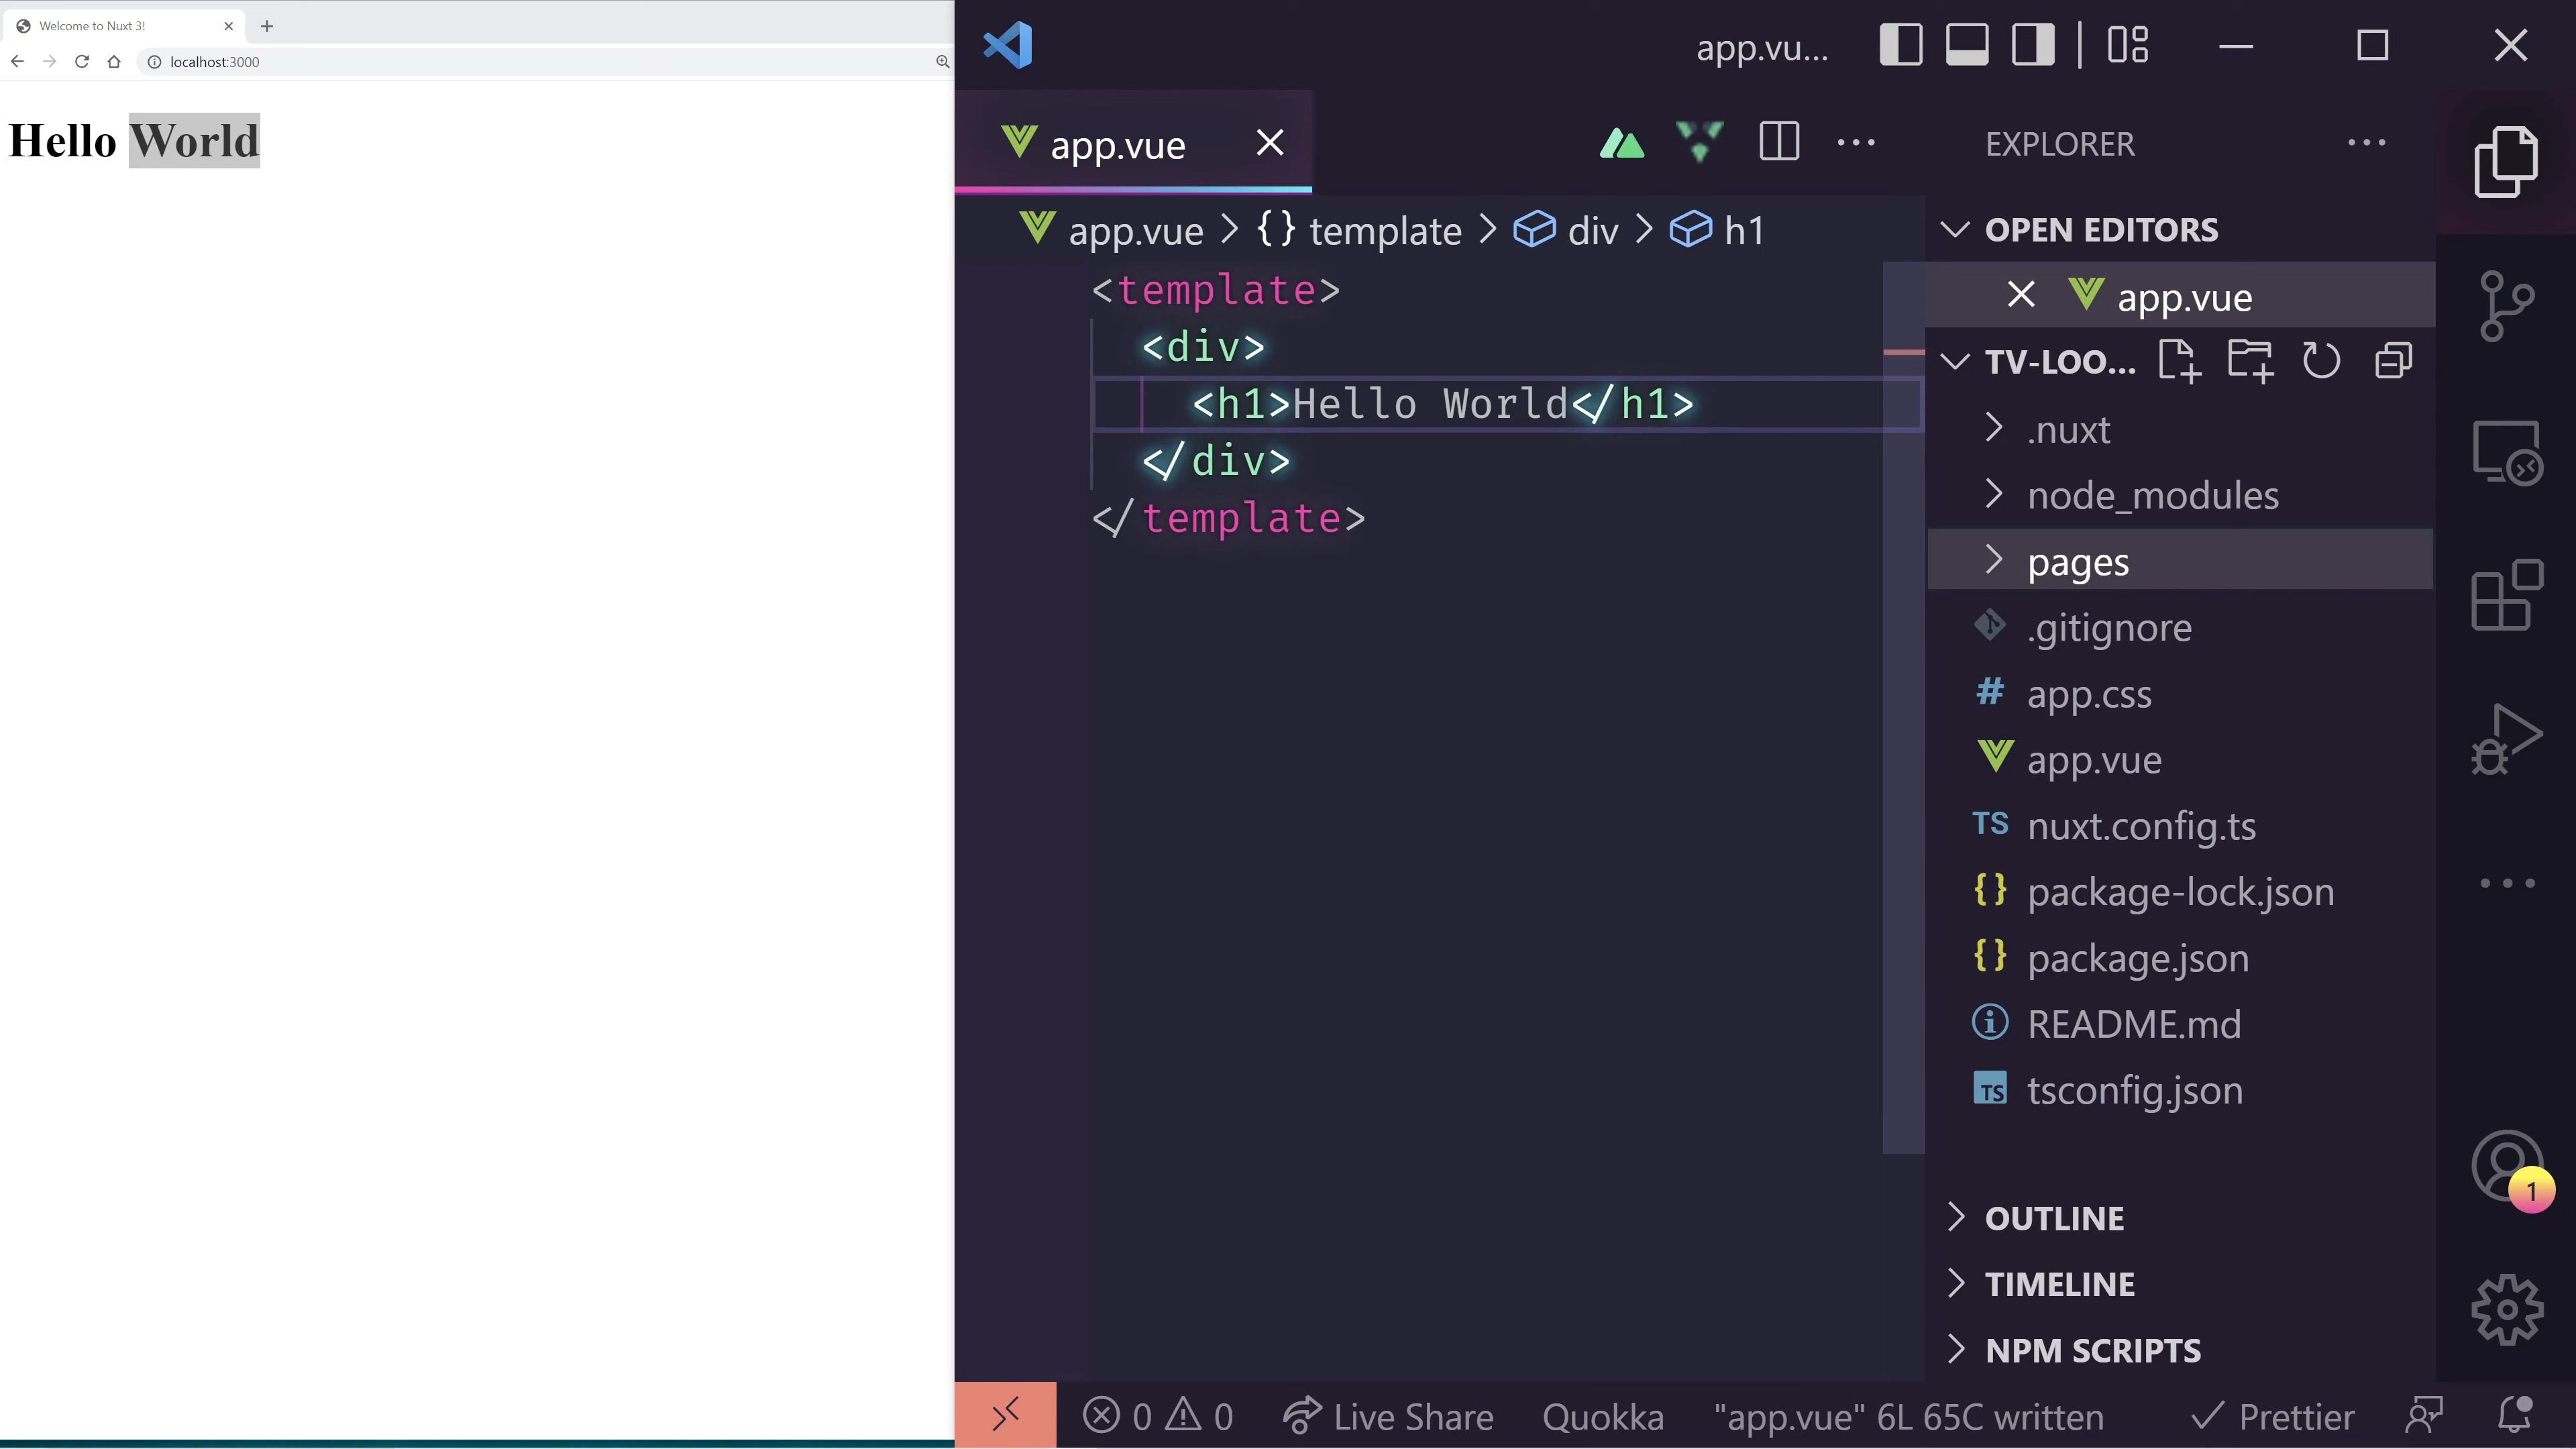 Welcome to Nuxt 3!
localhost:3000
Hello World
app.vu...
app.vue
app.vue > {} template > div > h1
<template>
<div>
<h1>Hello World</h1>
</div>
</template>
EXPLORER
OPEN EDITORS
app.vue
TV-LOO...
.nuxt
node_modules
pages
.gitignore
# app.css
app.vue
TS nuxt.config.ts
{} package-lock.json
{} package.json
README.md
TS tsconfig.json
OUTLINE
TIMELINE
NPM SCRIPTS
1
0 0 Live Share Quokka "app.vue" 6L 65C written Prettier